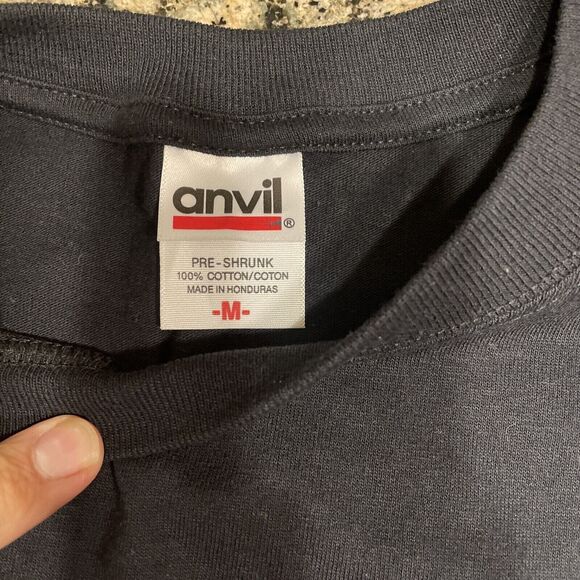 anvil
®
PRE-SHRUNK
100% COTTON/COTON
MADE IN HONDURAS
-M-